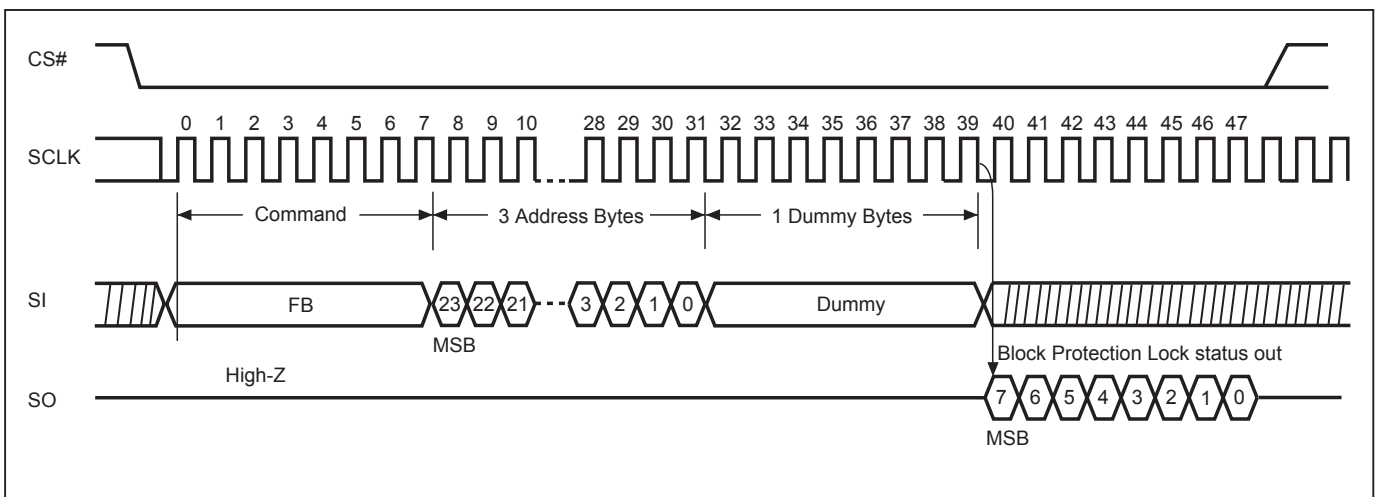 CS#
0 1 2 3 4 5 6 7 8 9 10 28 29 30 31 32 33 34 35 36 37 38 39 40 41 42 43 44 45 46 47
SCLK
Command 3 Address Bytes 1 Dummy Bytes
SI FB 23 22 21 3 2 1 0 Dummy
MSB Block Protection Lock status out
High-Z
SO 7 6 5 4 3 2 1 0
MSB